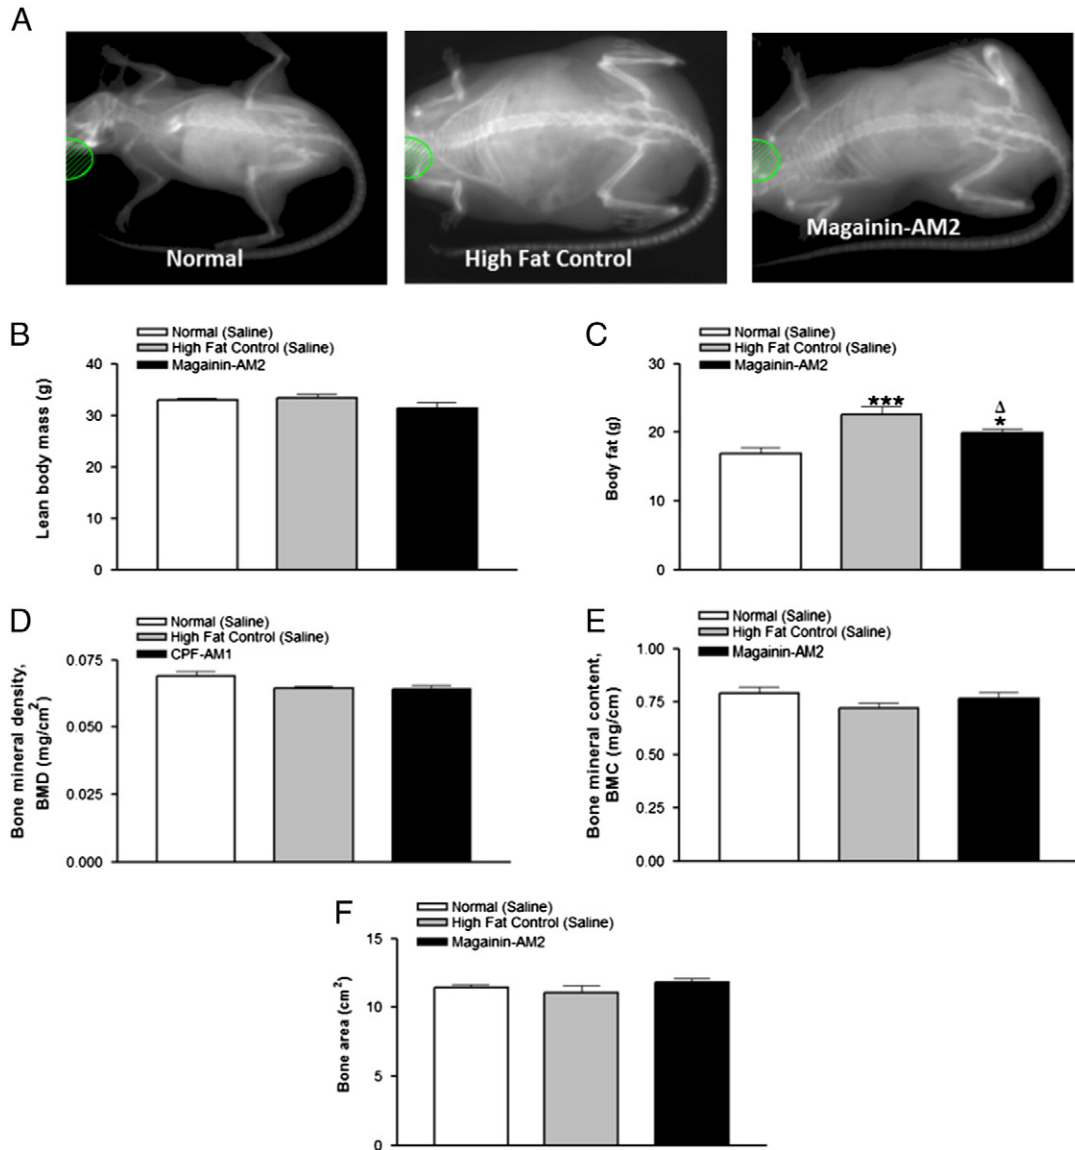 A
Normal
High Fat Control
Magainin-AM2
B
Normal (Saline)
High Fat Control (Saline)
Magainin-AM2
Lean body mass (g)
40
30
20
10
0
C
Normal (Saline)
High Fat Control (Saline)
Magainin-AM2
Body fat (g)
30
20
10
0
***
Δ
*
D
Normal (Saline)
High Fat Control (Saline)
CPF-AM1
Bone mineral density,
BMD (mg/cm²)
0.075
0.050
0.025
0.000
E
Normal (Saline)
High Fat Control (Saline)
Magainin-AM2
Bone mineral content,
BMC (mg/cm)
1.00
0.75
0.50
0.25
0.00
F
Normal (Saline)
High Fat Control (Saline)
Magainin-AM2
Bone area (cm²)
15
10
5
0